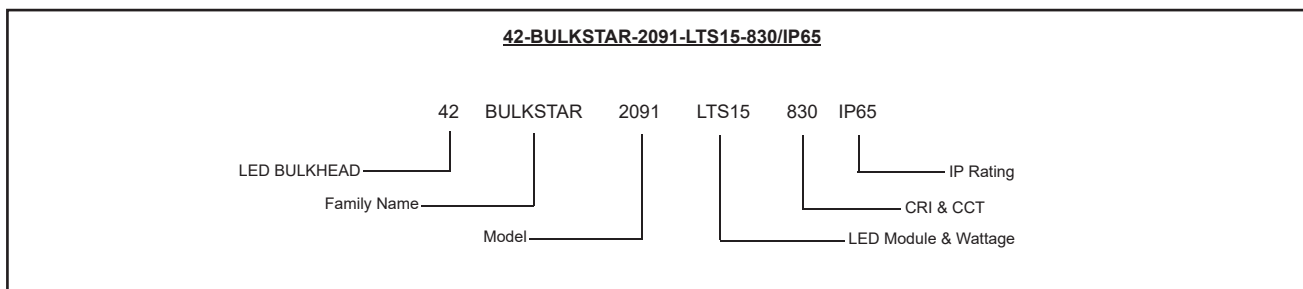 42-BULKSTAR-2091-LTS15-830/IP65
42 BULKSTAR 2091 LTS15 830 IP65
LED BULKHEAD
IP Rating
Family Name
CRI & CCT
Model
LED Module & Wattage